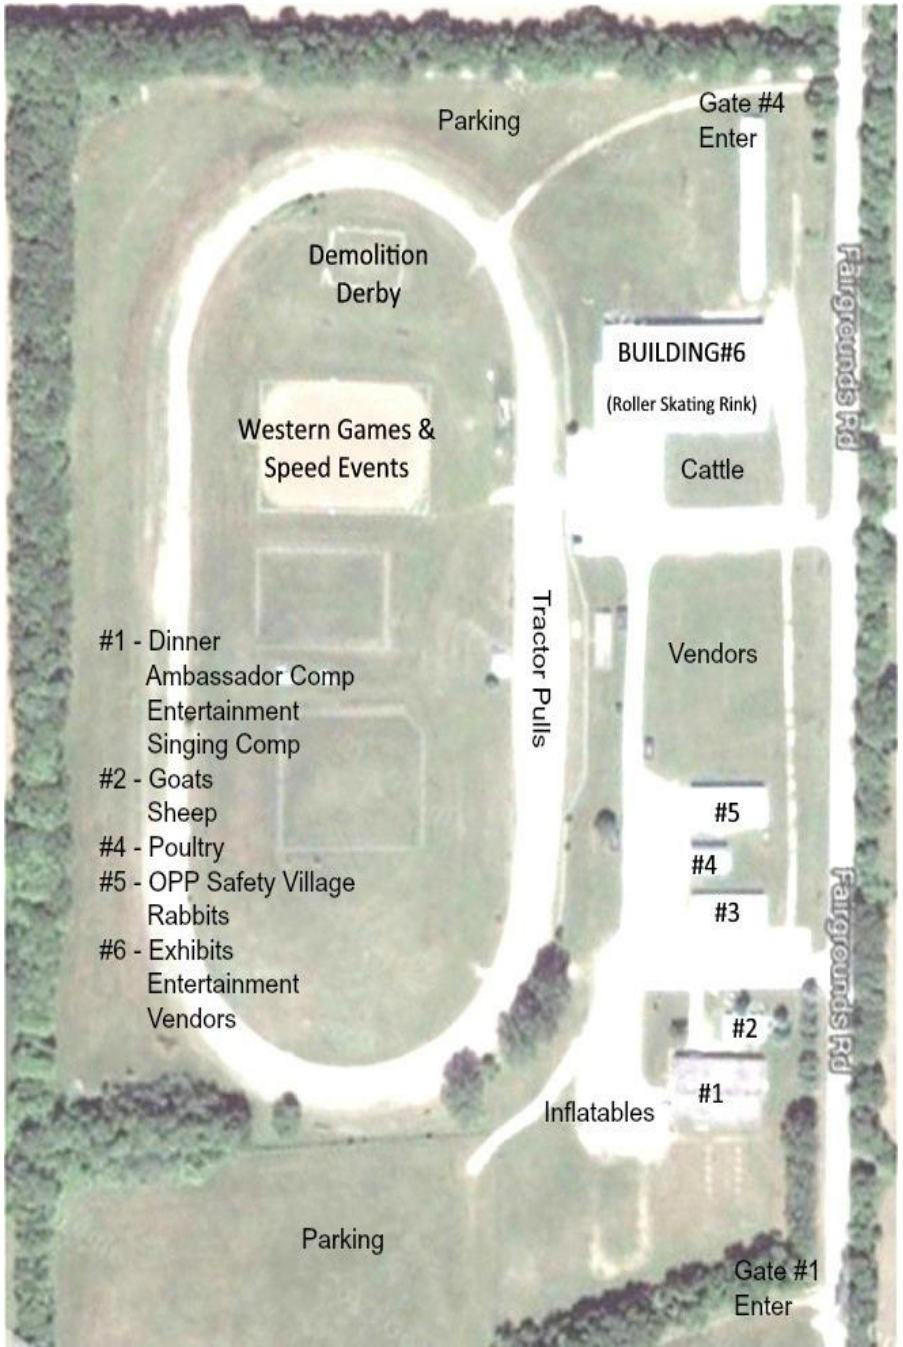 Parking
Gate #4
Enter
Demolition
Derby
Fairgrounds Rd
BUILDING#6
(Roller Skating Rink)
Western Games &
Speed Events
Cattle
Tractor Pulls
Vendors
#1 - Dinner
Ambassador Comp
Entertainment
Singing Comp
#2 - Goats
Sheep
#4 - Poultry
#5 - OPP Safety Village
Rabbits
#6 - Exhibits
Entertainment
Vendors
#5
#4
#3
Fairgrounds Rd
#2
#1
Inflatables
Parking
Gate #1
Enter